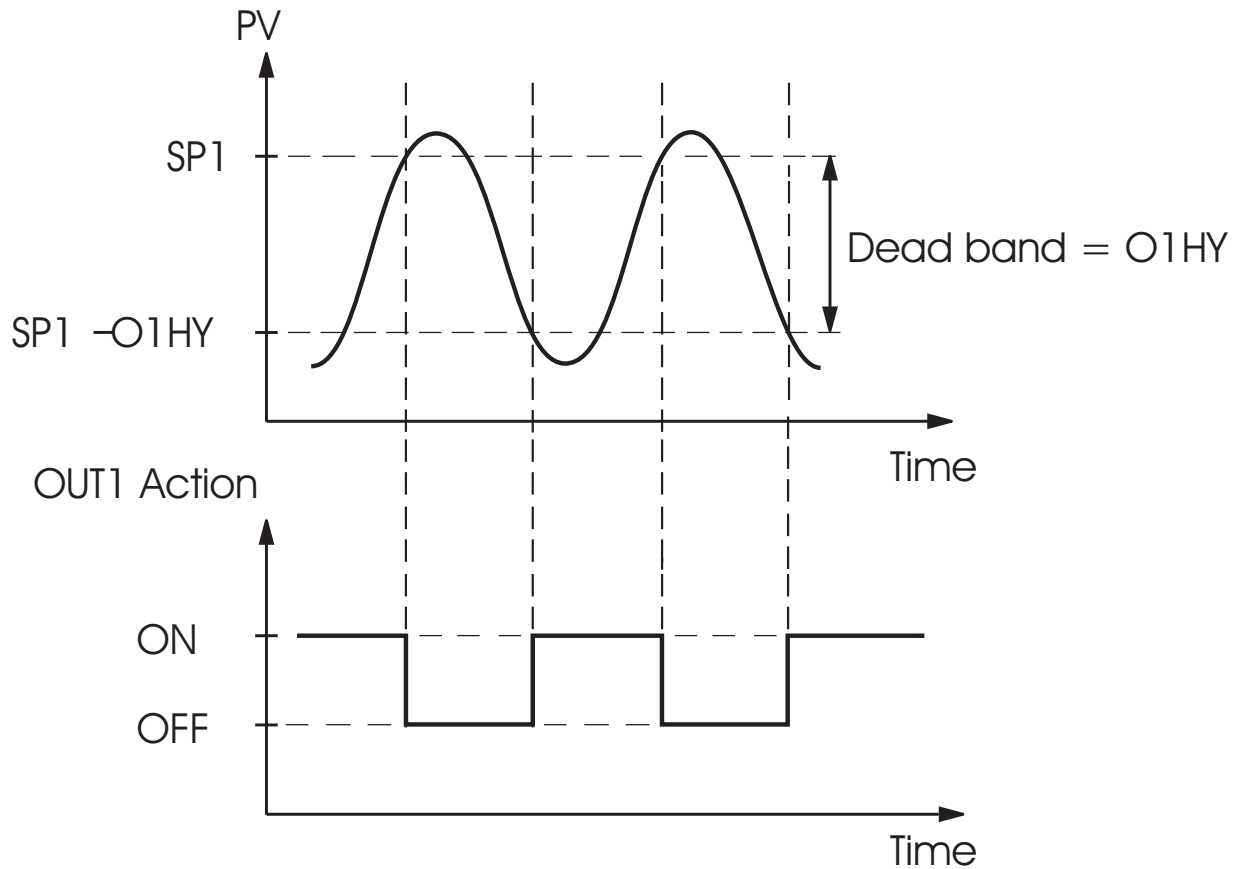 PV
SP1
Dead band = O1HY
SP1 –O1HY
Time
OUT1 Action
ON
OFF
Time